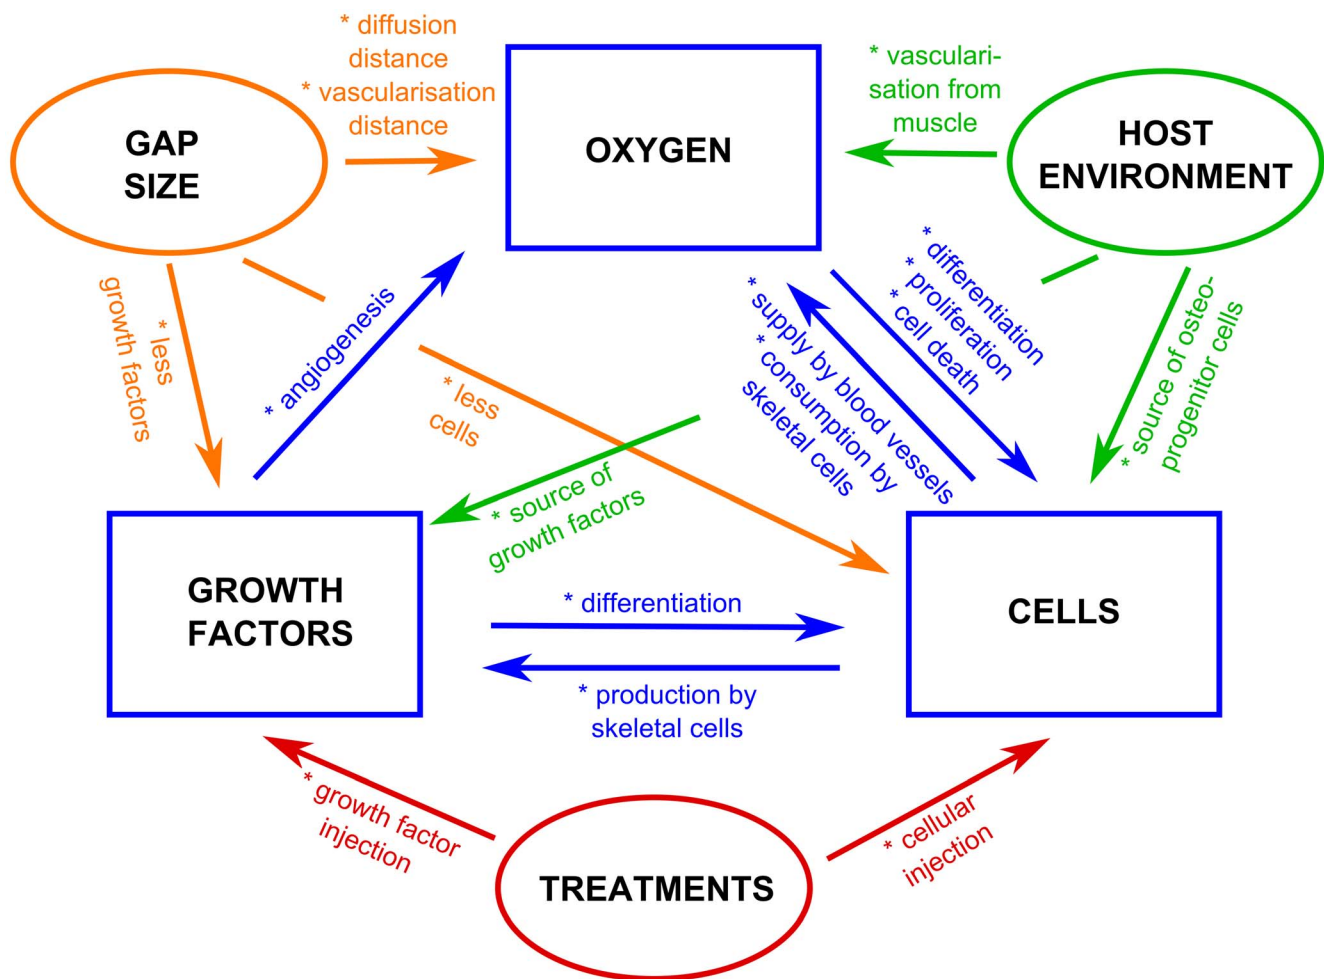 * diffusion
distance
* vascularisation
distance
GAP
SIZE
OXYGEN
* vasculari-
sation from
muscle
HOST
ENVIRONMENT
* less
growth factors
* angiogenesis
* less
cells
* differentiation
* proliferation
* cell death
* supply by blood vessels
* consumption by
skeletal cells
* source of osteo-
progenitor cells
* source of
growth factors
GROWTH
FACTORS
* differentiation
* production by
skeletal cells
CELLS
* growth factor
injection
TREATMENTS
* cellular
injection